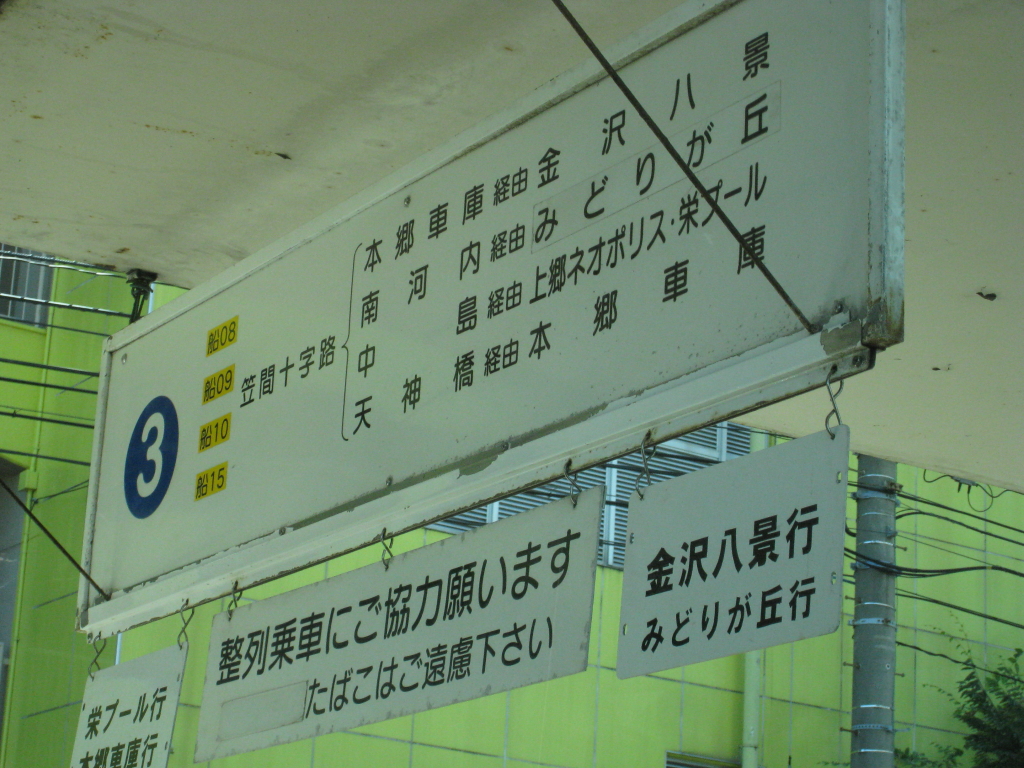 3
船08
船09
船10
船15
笠間十字路
本郷車庫経由金沢八景
南河内経由みどりが丘
中島経由上郷ネオポリス・栄プール
天神橋経由本郷車庫
整列乗車にご協力願います
たばこはご遠慮下さい
金沢八景行
みどりが丘行
栄プール行
本郷車庫行